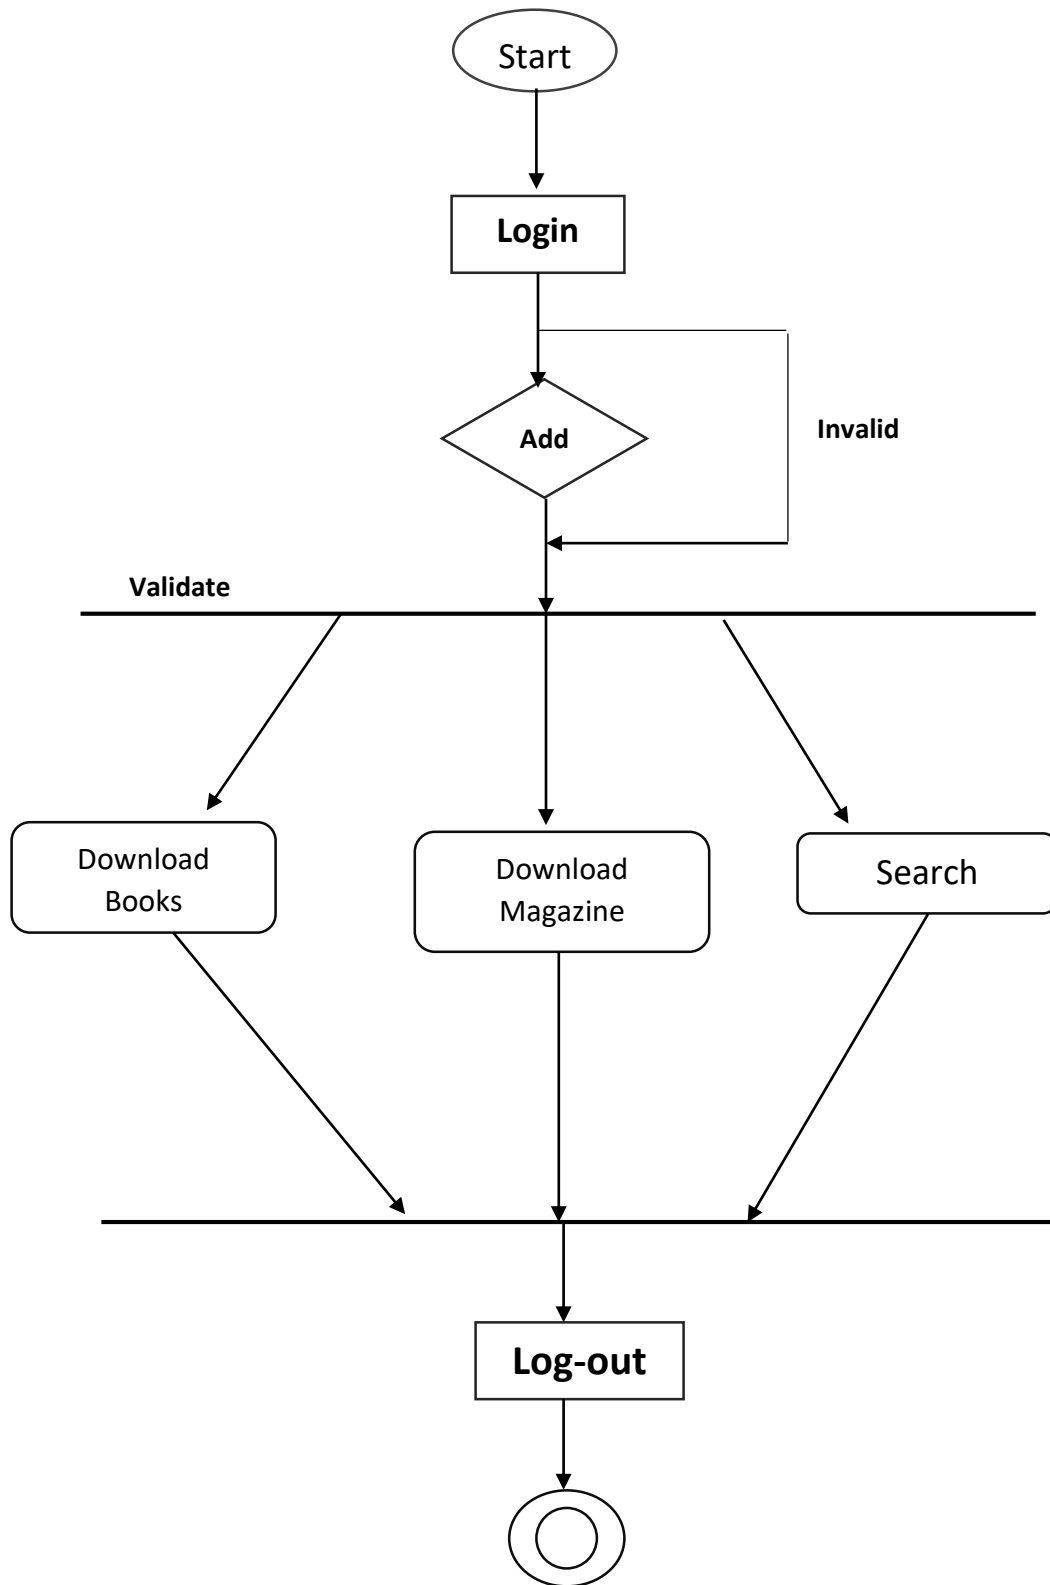 Start
Login
Add
Invalid
Validate
Download
Books
Download
Magazine
Search
Log-out